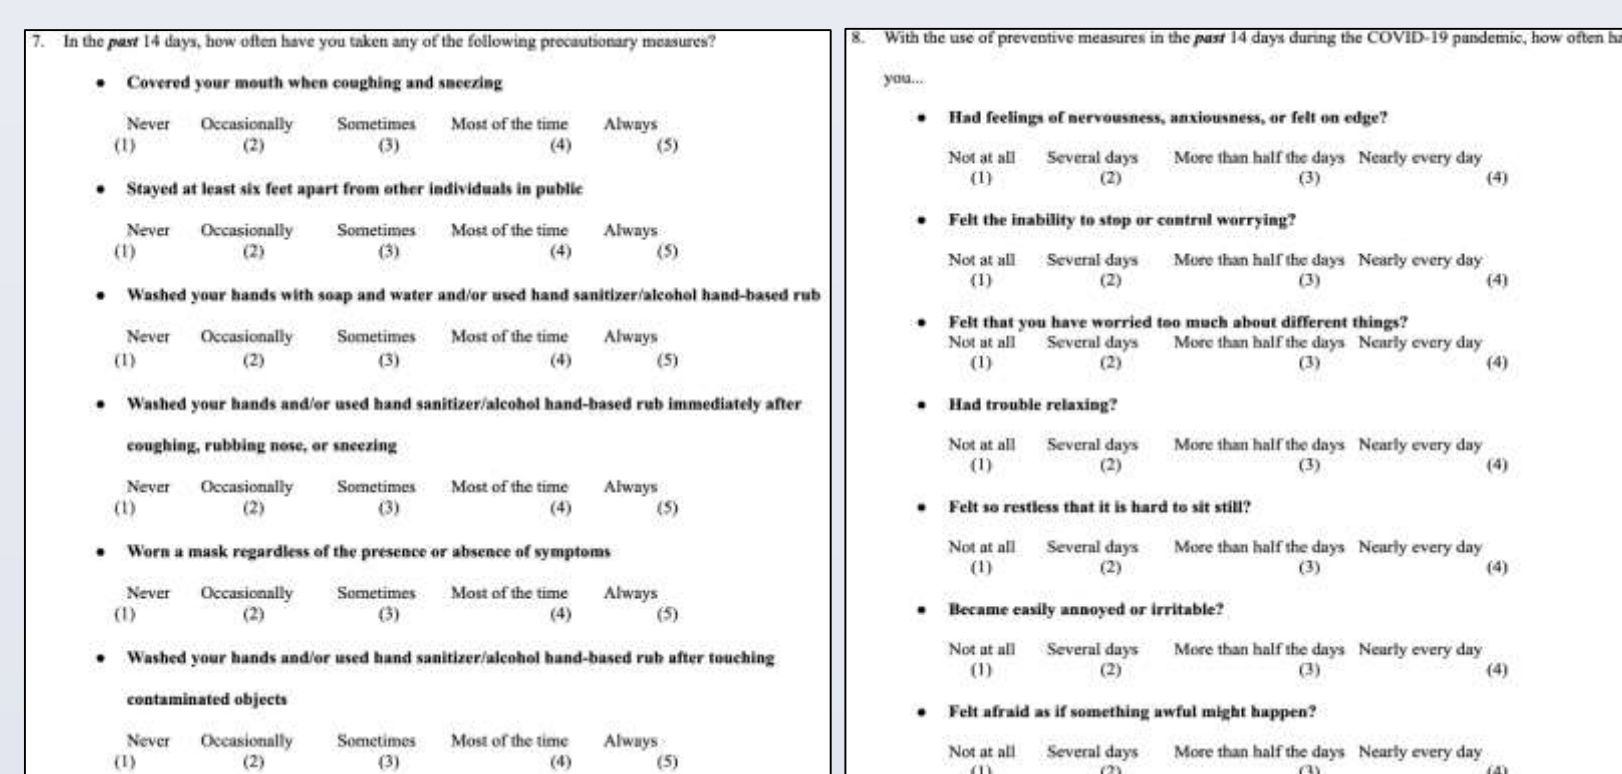 7. In the past 14 days, how often have you taken any of the following precautionary measures?
• Covered your mouth when coughing and sneezing
Never Occasionally Sometimes Most of the time Always
(1) (2) (3) (4) (5)
• Stayed at least six feet apart from other individuals in public
Never Occasionally Sometimes Most of the time Always
(1) (2) (3) (4) (5)
• Washed your hands with soap and water and/or used hand sanitizer/alcohol hand-based rub
Never Occasionally Sometimes Most of the time Always
(1) (2) (3) (4) (5)
• Washed your hands and/or used hand sanitizer/alcohol hand-based rub immediately after
coughing, rubbing nose, or sneezing
Never Occasionally Sometimes Most of the time Always
(1) (2) (3) (4) (5)
• Worn a mask regardless of the presence or absence of symptoms
Never Occasionally Sometimes Most of the time Always
(1) (2) (3) (4) (5)
• Washed your hands and/or used hand sanitizer/alcohol hand-based rub after touching
contaminated objects
Never Occasionally Sometimes Most of the time Always
(1) (2) (3) (4) (5)
8. With the use of preventive measures in the past 14 days during the COVID-19 pandemic, how often
you...
• Had feelings of nervousness, anxiousness, or felt on edge?
Not at all Several days More than half the days Nearly every day
(1) (2) (3) (4)
• Felt the inability to stop or control worrying?
Not at all Several days More than half the days Nearly every day
(1) (2) (3) (4)
• Felt that you have worried too much about different things?
Not at all Several days More than half the days Nearly every day
(1) (2) (3) (4)
• Had trouble relaxing?
Not at all Several days More than half the days Nearly every day
(1) (2) (3) (4)
• Felt so restless that it is hard to sit still?
Not at all Several days More than half the days Nearly every day
(1) (2) (3) (4)
• Became easily annoyed or irritable?
Not at all Several days More than half the days Nearly every day
(1) (2) (3) (4)
• Felt afraid as if something awful might happen?
Not at all Several days More than half the days Nearly every day
(1) (2) (3) (4)